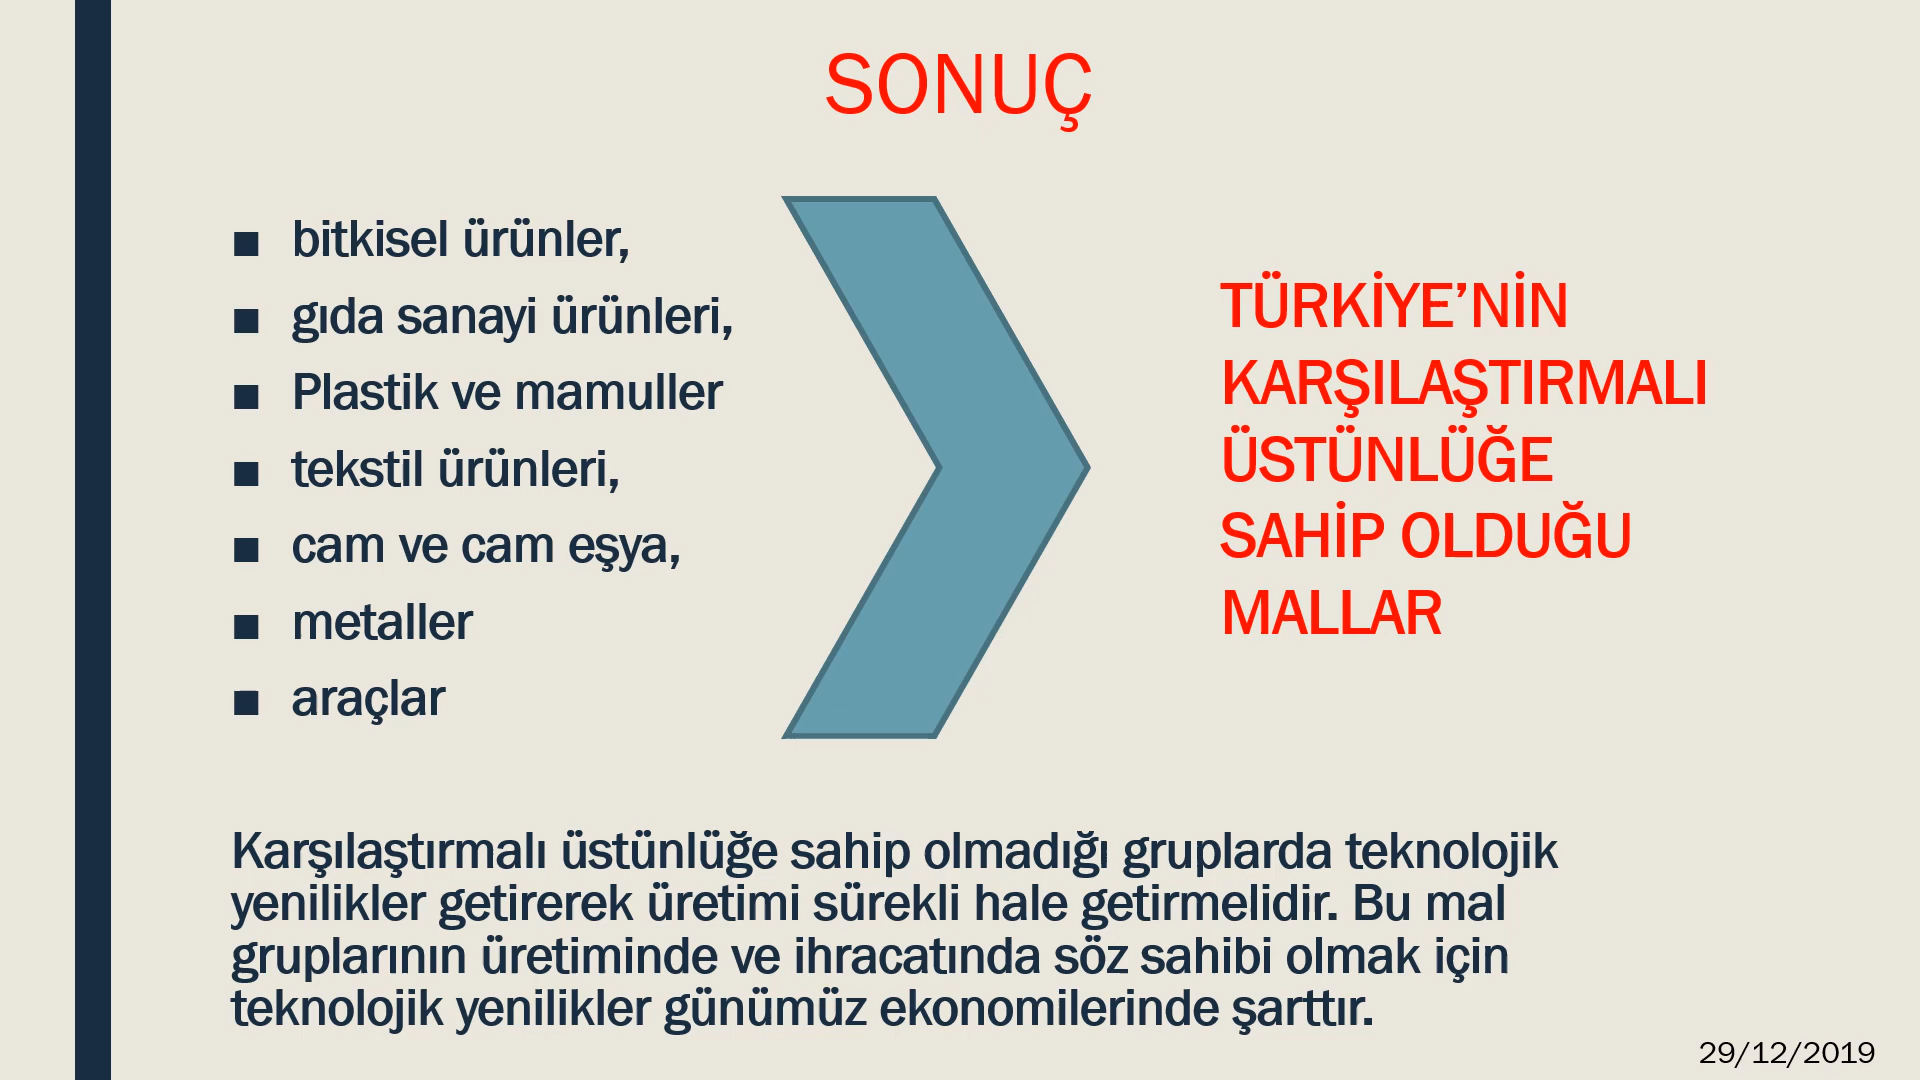 SONUÇ
■ bitkisel ürünler,
■ gıda sanayi ürünleri,
■ Plastik ve mamuller
■ tekstil ürünleri,
■ cam ve cam eşya,
■ metaller
■ araçlar
TÜRKİYE’NİN
KARŞILAŞTIRMALI
ÜSTÜNLÜĞE
SAHİP OLDUĞU
MALLAR
Karşılaştırmalı üstünlüğe sahip olmadığı gruplarda teknolojik
yenilikler getirerek üretimi sürekli hale getirmelidir. Bu mal
gruplarının üretiminde ve ihracatında söz sahibi olmak için
teknolojik yenilikler günümüz ekonomilerinde şarttır.
29/12/2019